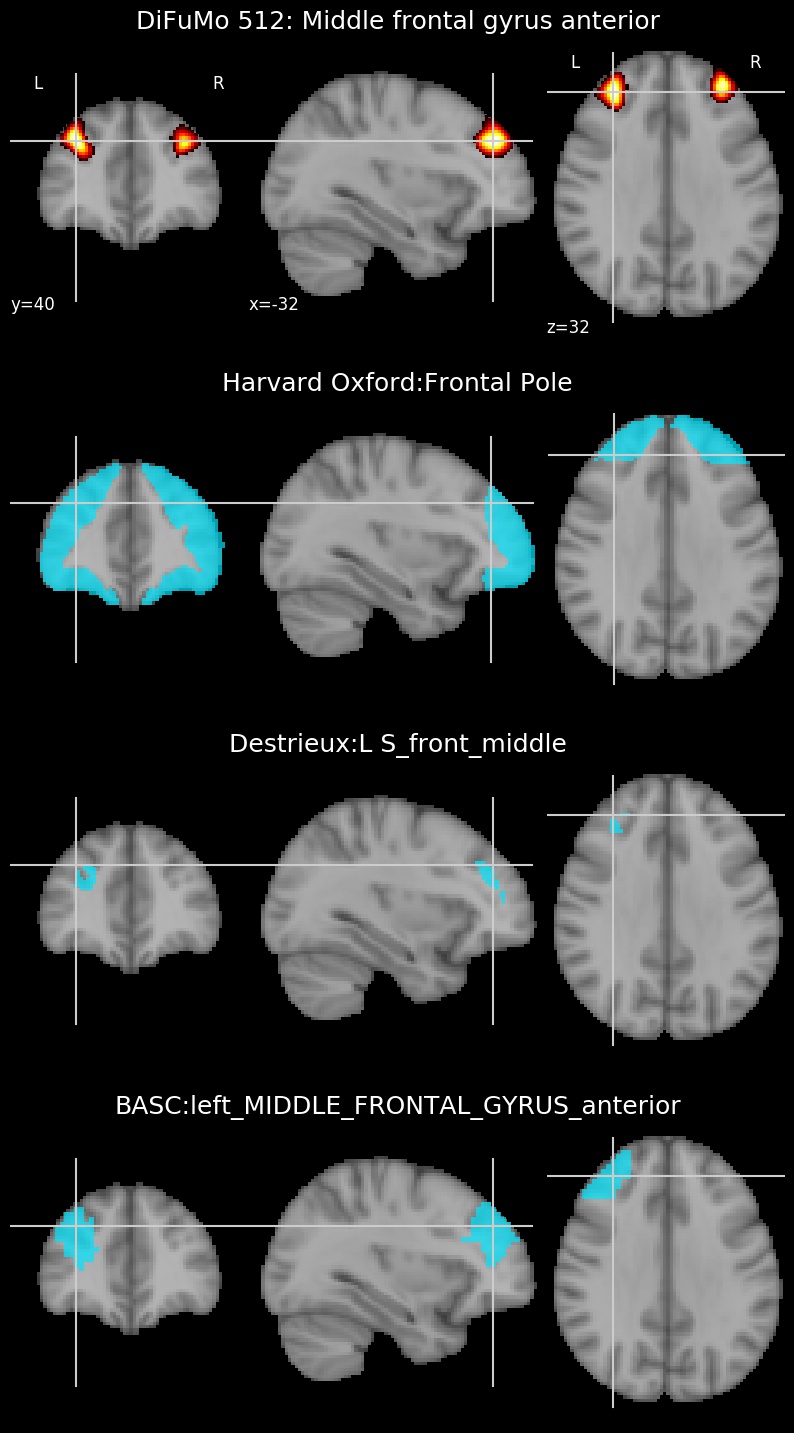 DiFuMo 512: Middle frontal gyrus anterior
L R L R
y=40 x=-32 z=32
Harvard Oxford:Frontal Pole
Destrieux:L S_front_middle
BASC:left_MIDDLE_FRONTAL_GYRUS_anterior